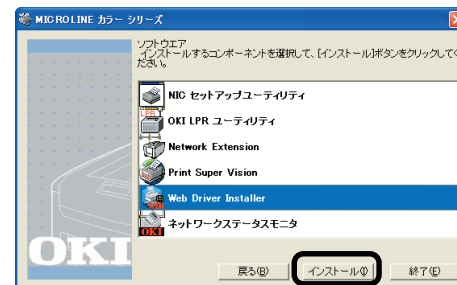 MICROLINE カラー シリーズ
ソフトウエア
インストールするコンポーネントを選択して、[インストール]ボタンをクリックして
ださい。
NIC セットアップユーティリティ
OKI LPR ユーティリティ
Network Extension
Print Super Vision
Web Driver Installer
ネットワークステータスモニタ
OKI
戻る(B)
インストール(I)
終了(E)